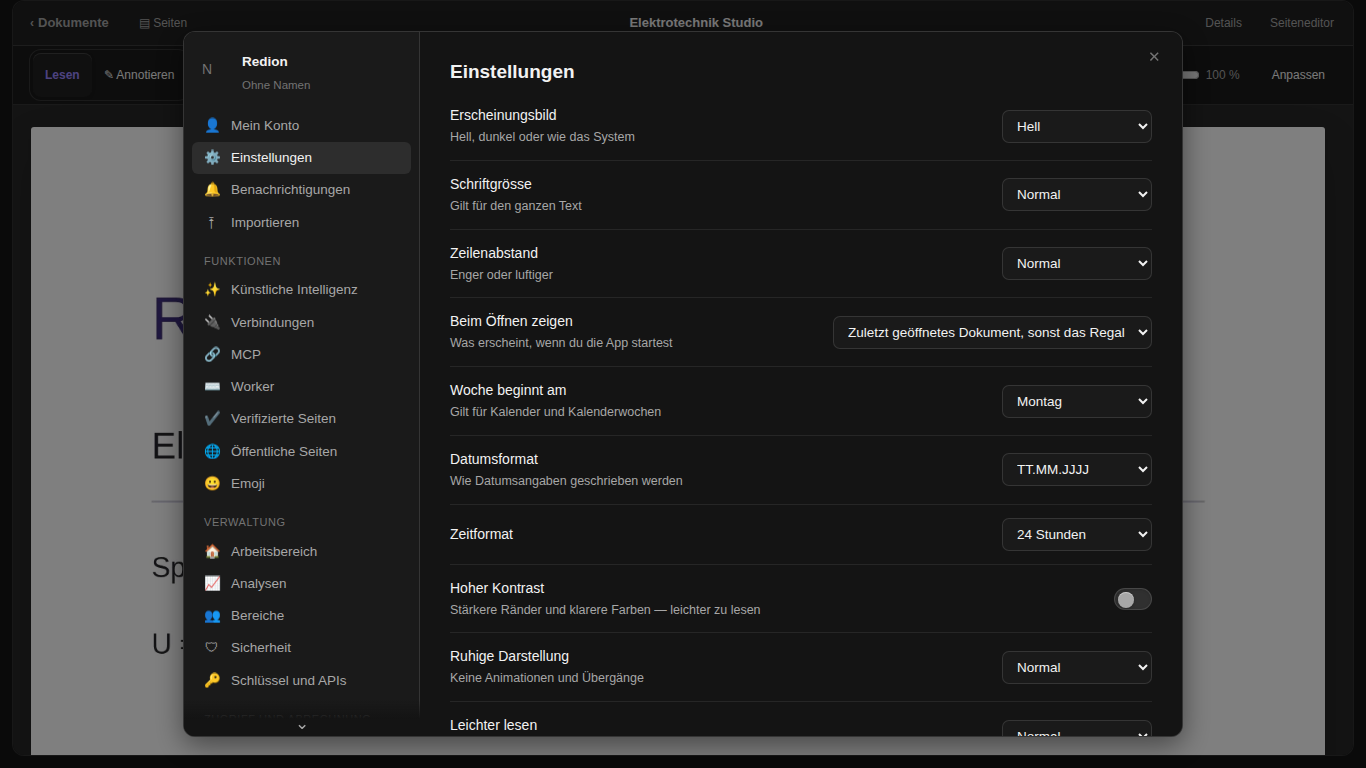 ‹ Dokumente
Seiten
Elektrotechnik Studio
Details
Seiteneditor
Lesen
✎ Annotieren
100 %
Anpassen
N
Redion
Ohne Namen
Mein Konto
Einstellungen
Benachrichtigungen
Importieren
FUNKTIONEN
Künstliche Intelligenz
Verbindungen
MCP
Worker
Verifizierte Seiten
Öffentliche Seiten
Emoji
VERWALTUNG
Arbeitsbereich
Analysen
Bereiche
Sicherheit
Schlüssel und APIs
Einstellungen
Erscheinungsbild
Hell, dunkel oder wie das System
Hell
Schriftgrösse
Gilt für den ganzen Text
Normal
Zeilenabstand
Enger oder luftiger
Normal
Beim Öffnen zeigen
Was erscheint, wenn du die App startest
Zuletzt geöffnetes Dokument, sonst das Regal
Woche beginnt am
Gilt für Kalender und Kalenderwochen
Montag
Datumsformat
Wie Datumsangaben geschrieben werden
TT.MM.JJJJ
Zeitformat
24 Stunden
Hoher Kontrast
Stärkere Ränder und klarere Farben — leichter zu lesen
Ruhige Darstellung
Keine Animationen und Übergänge
Normal
Leichter lesen
Normal
R
El
Sp
U